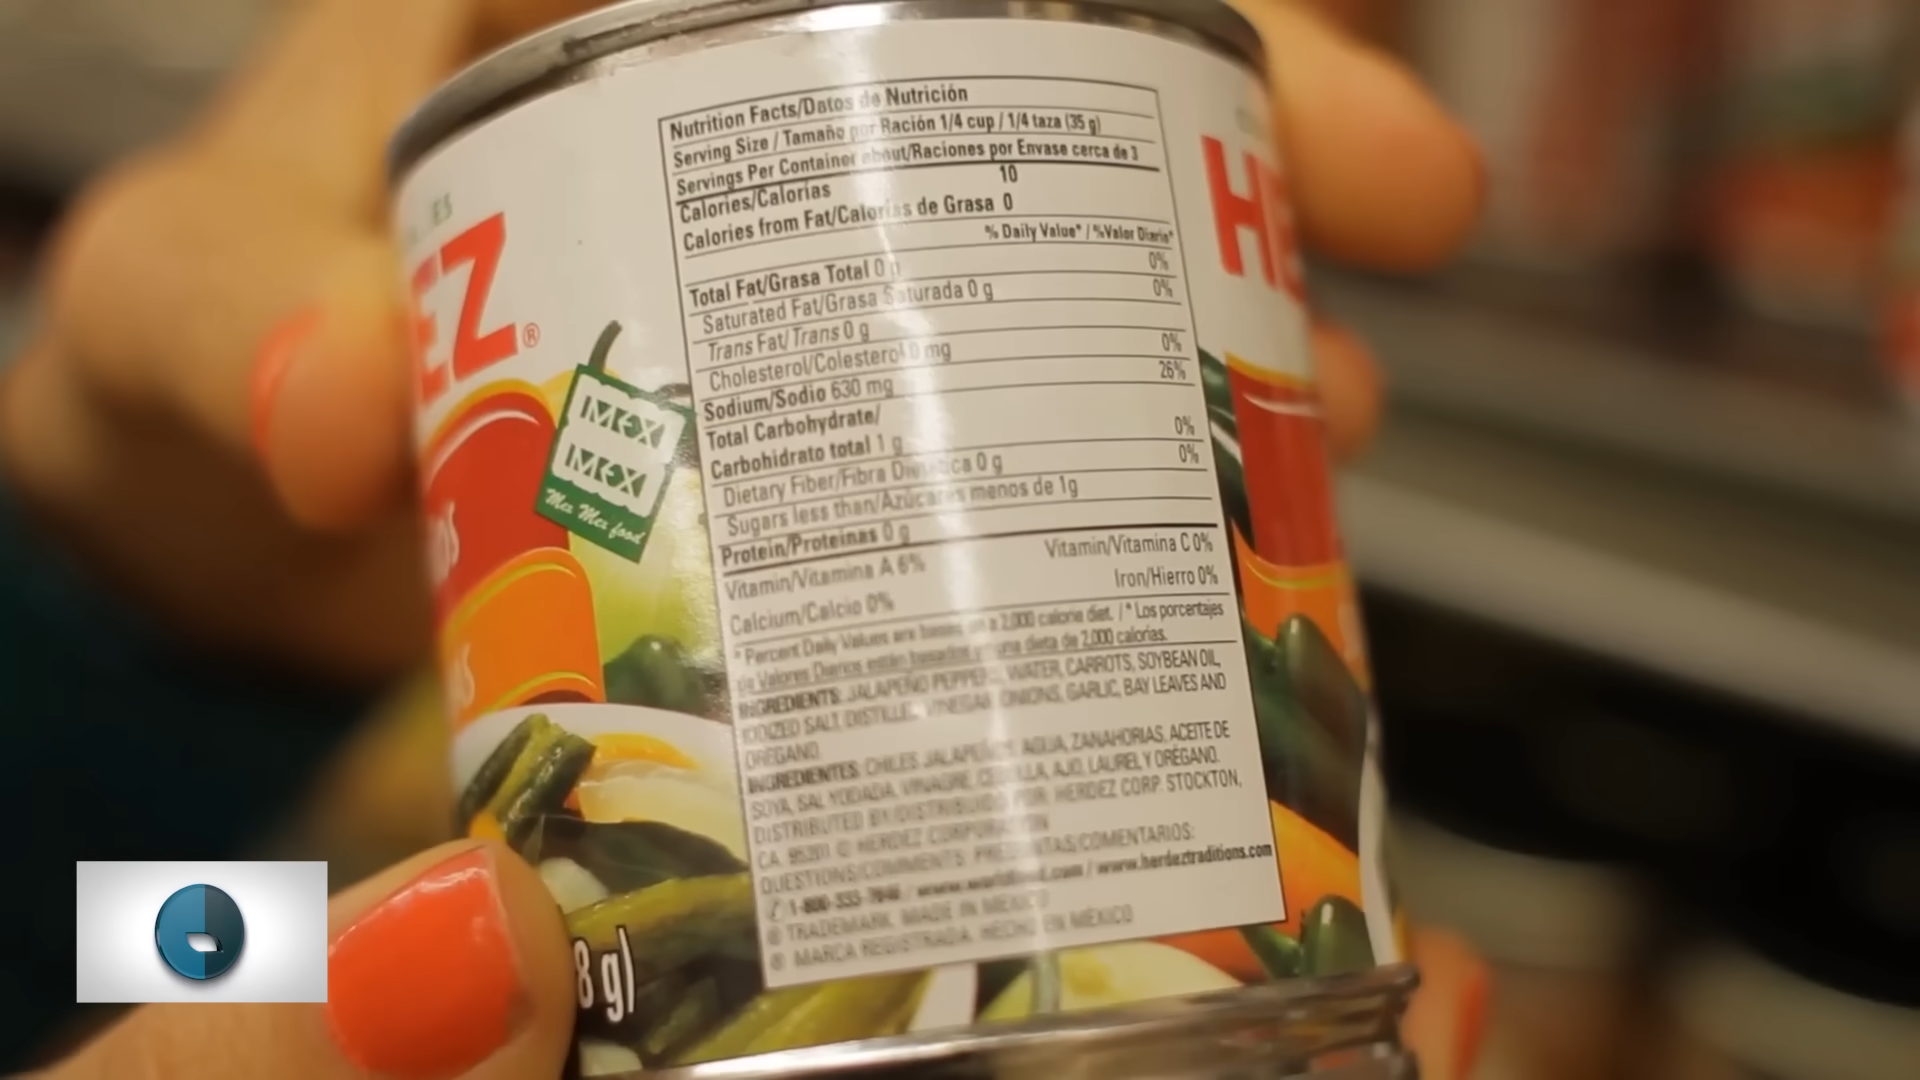 ES
EZ®
H
MEX
MEX
Mex Mex food
8 g)
Nutrition Facts/Datos de Nutrición
Serving Size / Tamaño por Ración 1/4 cup / 1/4 taza (35 g)
Servings Per Container about/Raciones por Envase cerca de 3
Calories/Calorías 10
Calories from Fat/Calorías de Grasa 0
% Daily Value* / %Valor Diario*
Total Fat/Grasa Total 0 g 0%
Saturated Fat/Grasa Saturada 0 g 0%
Trans Fat/Trans 0 g
Cholesterol/Colesterol 0 mg 0%
Sodium/Sodio 630 mg 26%
Total Carbohydrate/
Carbohidrato total 1 g 0%
Dietary Fiber/Fibra Dietética 0 g 0%
Sugars less than/Azúcares menos de 1g
Protein/Proteinas 0 g
Vitamin/Vitamina A 6% Vitamin/Vitamina C 0%
Calcium/Calcio 0% Iron/Hierro 0%
* Percent Daily Values are based on a 2,000 calorie diet. / * Los porcentajes
de Valores Diarios están basados en una dieta de 2,000 calorías.
INGREDIENTS: JALAPEÑO PEPPERS, WATER, CARROTS, SOYBEAN OIL,
IODIZED SALT, DISTILLED VINEGAR, ONIONS, GARLIC, BAY LEAVES AND
OREGANO.
INGREDIENTES: CHILES JALAPEÑOS, AGUA, ZANAHORIAS, ACEITE DE
SOYA, SAL YODADA, VINAGRE, CEBOLLA, AJO, LAUREL Y ORÉGANO.
DISTRIBUTED BY/DISTRIBUIDO POR: HERDEZ CORP. STOCKTON,
CA 95201 © HERDEZ CORPORATION
QUESTIONS/COMMENTS: PREGUNTAS/COMENTARIOS:
/ www.herdeztraditions.com
® TRADEMARK. MADE IN MEXICO
® MARCA REGISTRADA. HECHO EN MÉXICO